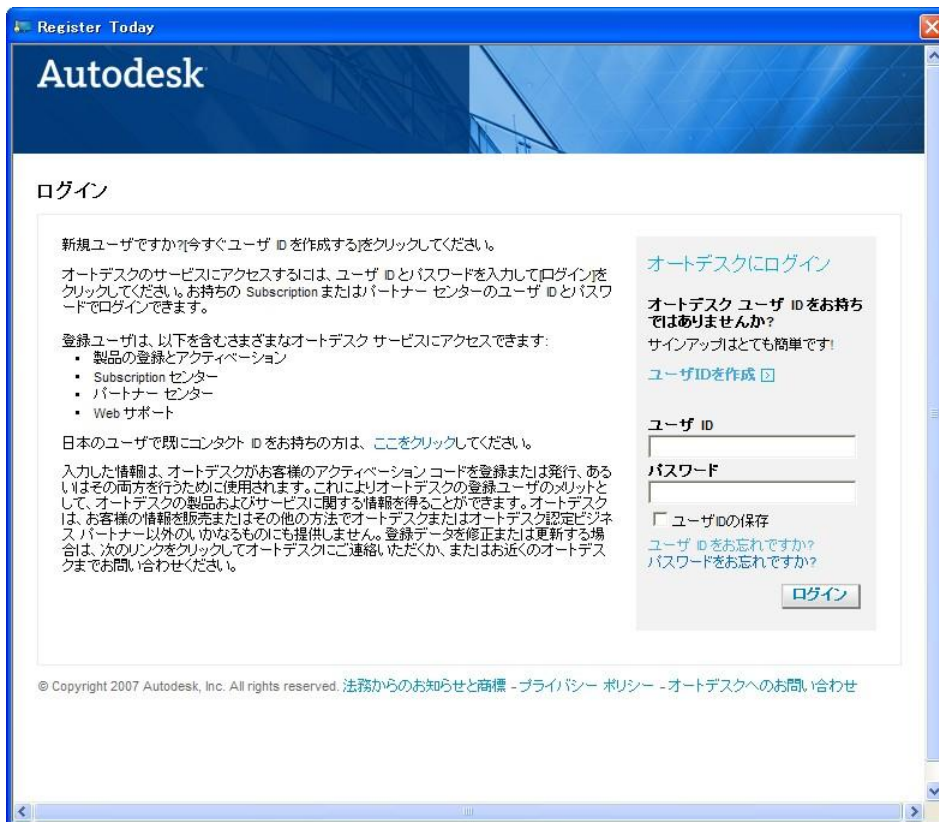 Register Today
Autodesk
ログイン
新規ユーザですか?[今すぐユーザ IDを作成する]をクリックしてください。
オートデスクのサービスにアクセスするには、ユーザ IDとパスワードを入力して[ログイン]を
クリックしてください。お持ちの Subscriptionまたはパートナー センターのユーザ IDとパスワ
ードでログインできます。
登録ユーザは、以下を含むさまざまなオートデスク サービスにアクセスできます:
• 製品の登録とアクティベーション
• Subscription センター
• パートナー センター
• Web サポート
日本のユーザで既にコンタクト IDをお持ちの方は、ここをクリックしてください。
入力した情報は、オートデスクがお客様のアクティベーション コードを登録または発行、ある
いはその両方を行うために使用されます。これによりオートデスクの登録ユーザのメリットと
して、オートデスクの製品およびサービスに関する情報を得ることができます。オートデスク
は、お客様の情報を販売またはその他の方法でオートデスクまたはオートデスク認定ビジネ
ス パートナー以外のいかなるものにも提供しません。登録データを修正または更新する場
合は、次のリンクをクリックしてオートデスクにご連絡いただくか、またはお近くのオートデス
クまでお問い合わせください。
オートデスクにログイン
オートデスク ユーザ IDをお持ち
ではありませんか?
サインアップはとても簡単です!
ユーザIDを作成
ユーザ ID
パスワード
ユーザIDの保存
ユーザ IDをお忘れですか?
パスワードをお忘れですか?
ログイン
© Copyright 2007 Autodesk, Inc. All rights reserved. 法務からのお知らせと商標 - プライバシー ポリシー - オートデスクへのお問い合わせ